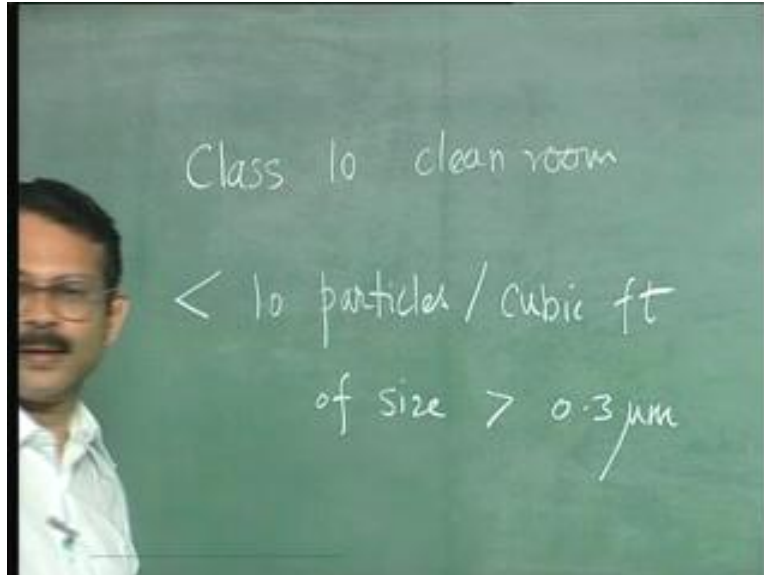 Class 10 clean room
< 10 particles / cubic ft
of size > 0.3 μm